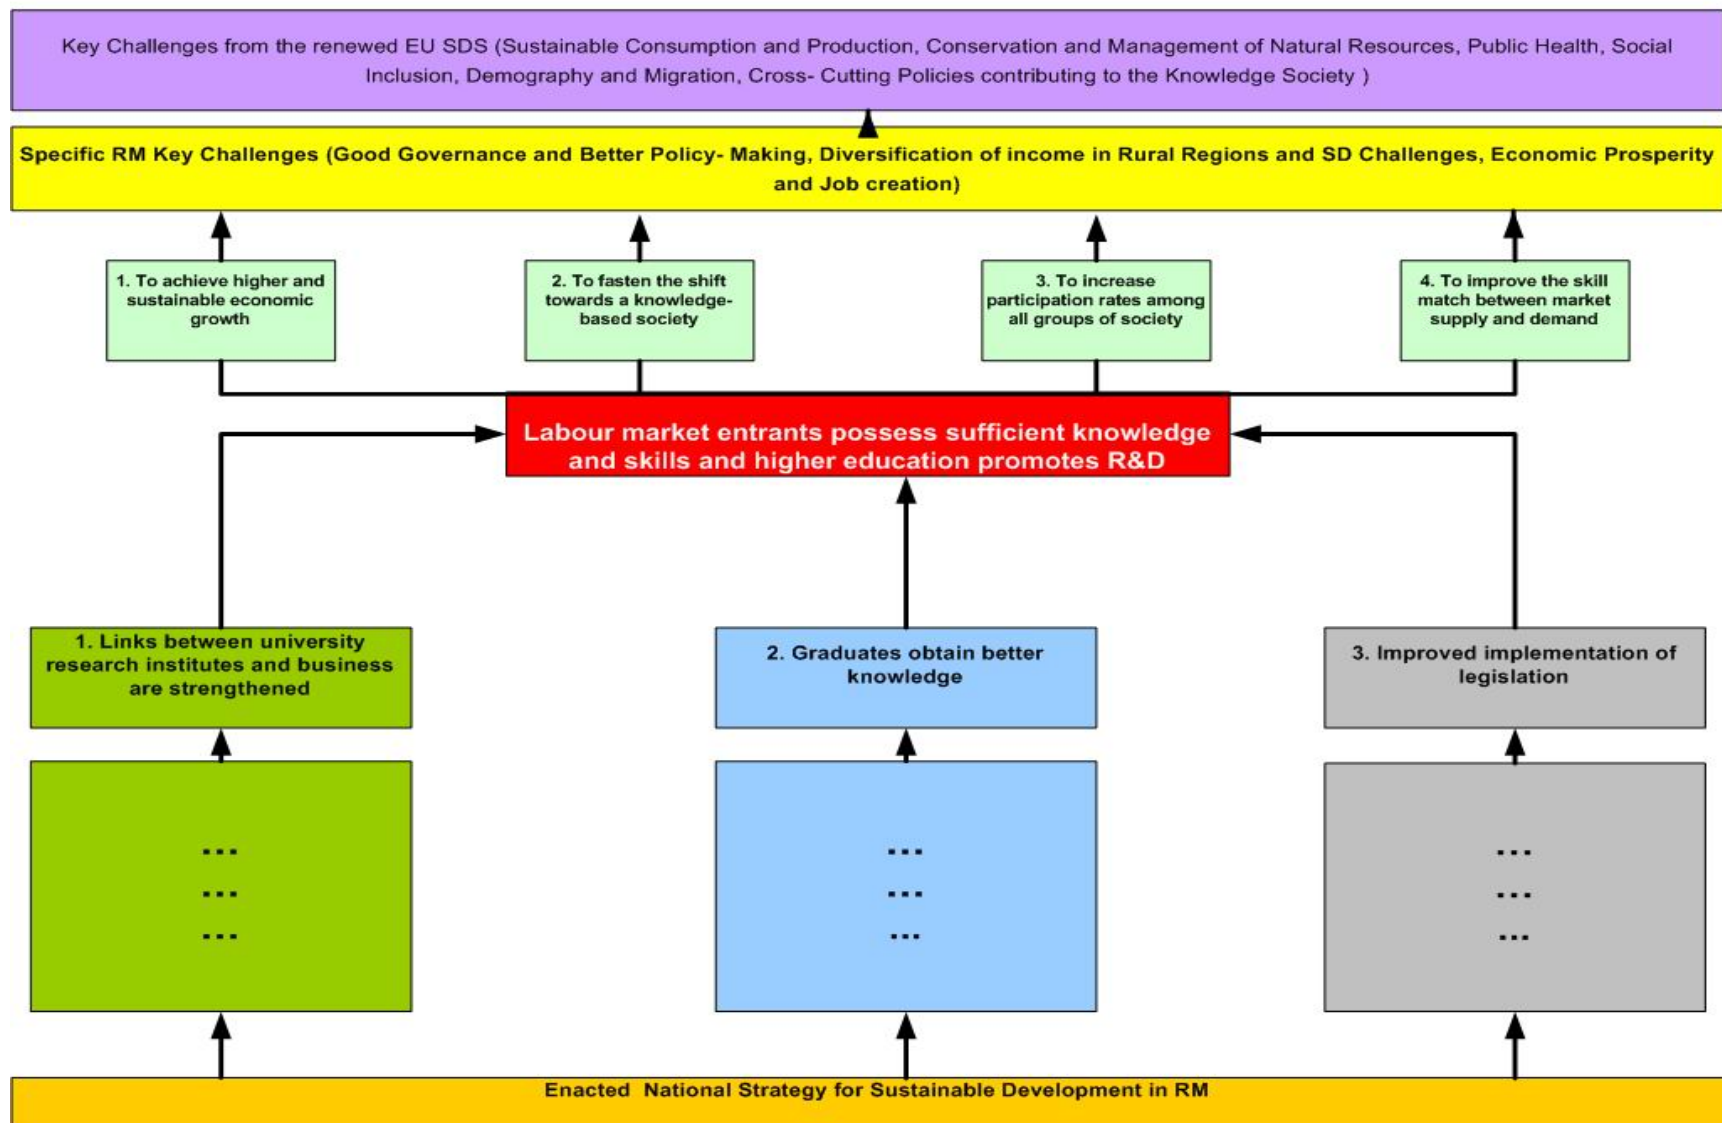 Key Challenges from the renewed EU SDS (Sustainable Consumption and Production, Conservation and Management of Natural Resources, Public Health, Social
Inclusion, Demography and Migration, Cross- Cutting Policies contributing to the Knowledge Society )
Specific RM Key Challenges (Good Governance and Better Policy- Making, Diversification of income in Rural Regions and SD Challenges, Economic Prosperity
and Job creation)
1. To achieve higher and
sustainable economic
growth
2. To fasten the shift
towards a knowledge-
based society
3. To increase
participation rates among
all groups of society
4. To improve the skill
match between market
supply and demand
Labour market entrants possess sufficient knowledge
and skills and higher education promotes R&D
1. Links between university
research institutes and business
are strengthened
2. Graduates obtain better
knowledge
3. Improved implementation of
legislation
...
...
...
...
...
...
...
...
...
Enacted  National Strategy for Sustainable Development in RM